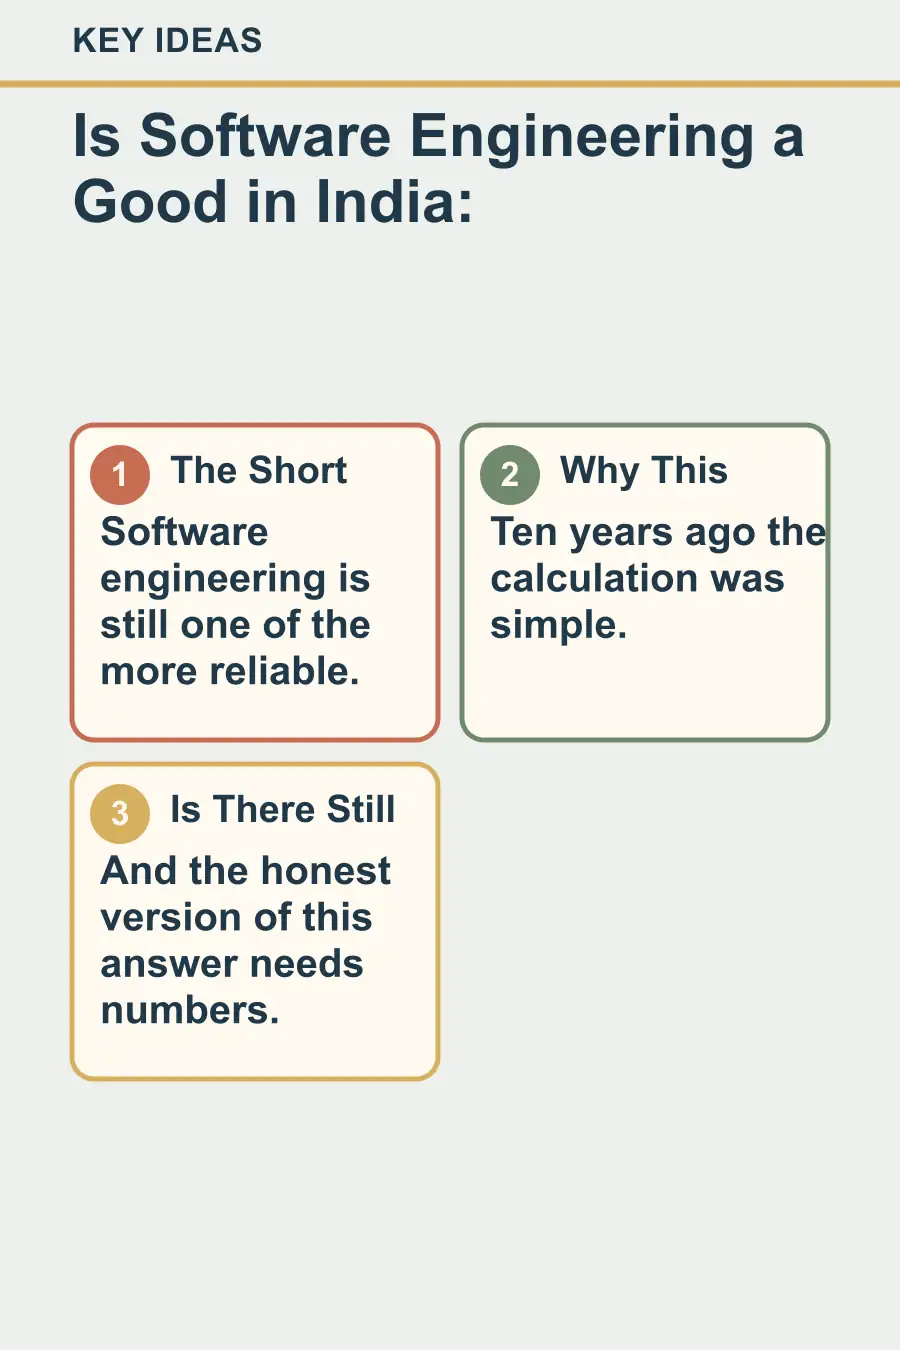 KEY IDEAS
Is Software Engineering a
Good in India:
1 The Short
Software
engineering is
still one of the
more reliable.
2 Why This
Ten years ago the
calculation was
simple.
3 Is There Still
And the honest
version of this
answer needs
numbers.